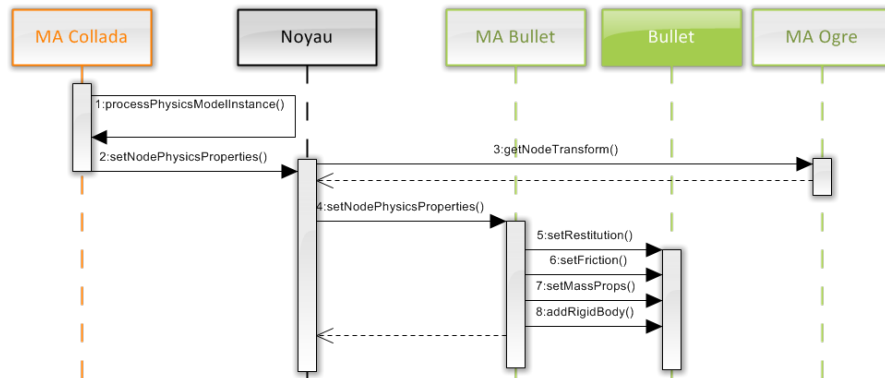 MA Collada
Noyau
MA Bullet
Bullet
MA Ogre
1:processPhysicsModelInstance()
2:setNodePhysicsProperties()
3:getNodeTransform()
4:setNodePhysicsProperties()
5:setRestitution()
6:setFriction()
7:setMassProps()
8:addRigidBody()